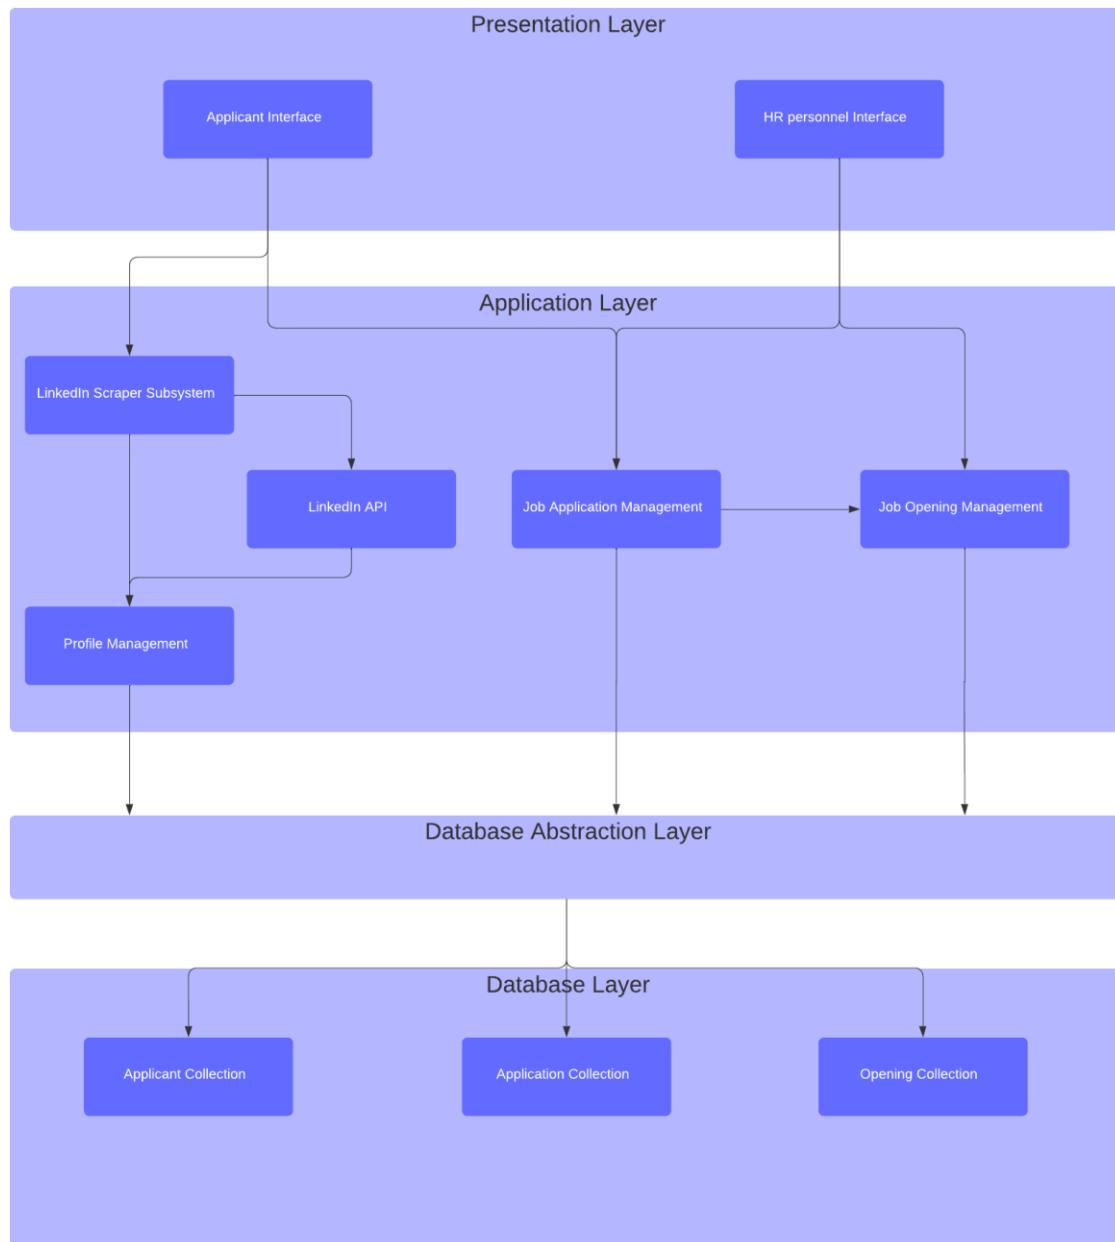 Presentation Layer
Applicant Interface
HR personnel Interface
Application Layer
LinkedIn Scraper Subsystem
LinkedIn API
Job Application Management
Job Opening Management
Profile Management
Database Abstraction Layer
Database Layer
Applicant Collection
Application Collection
Opening Collection